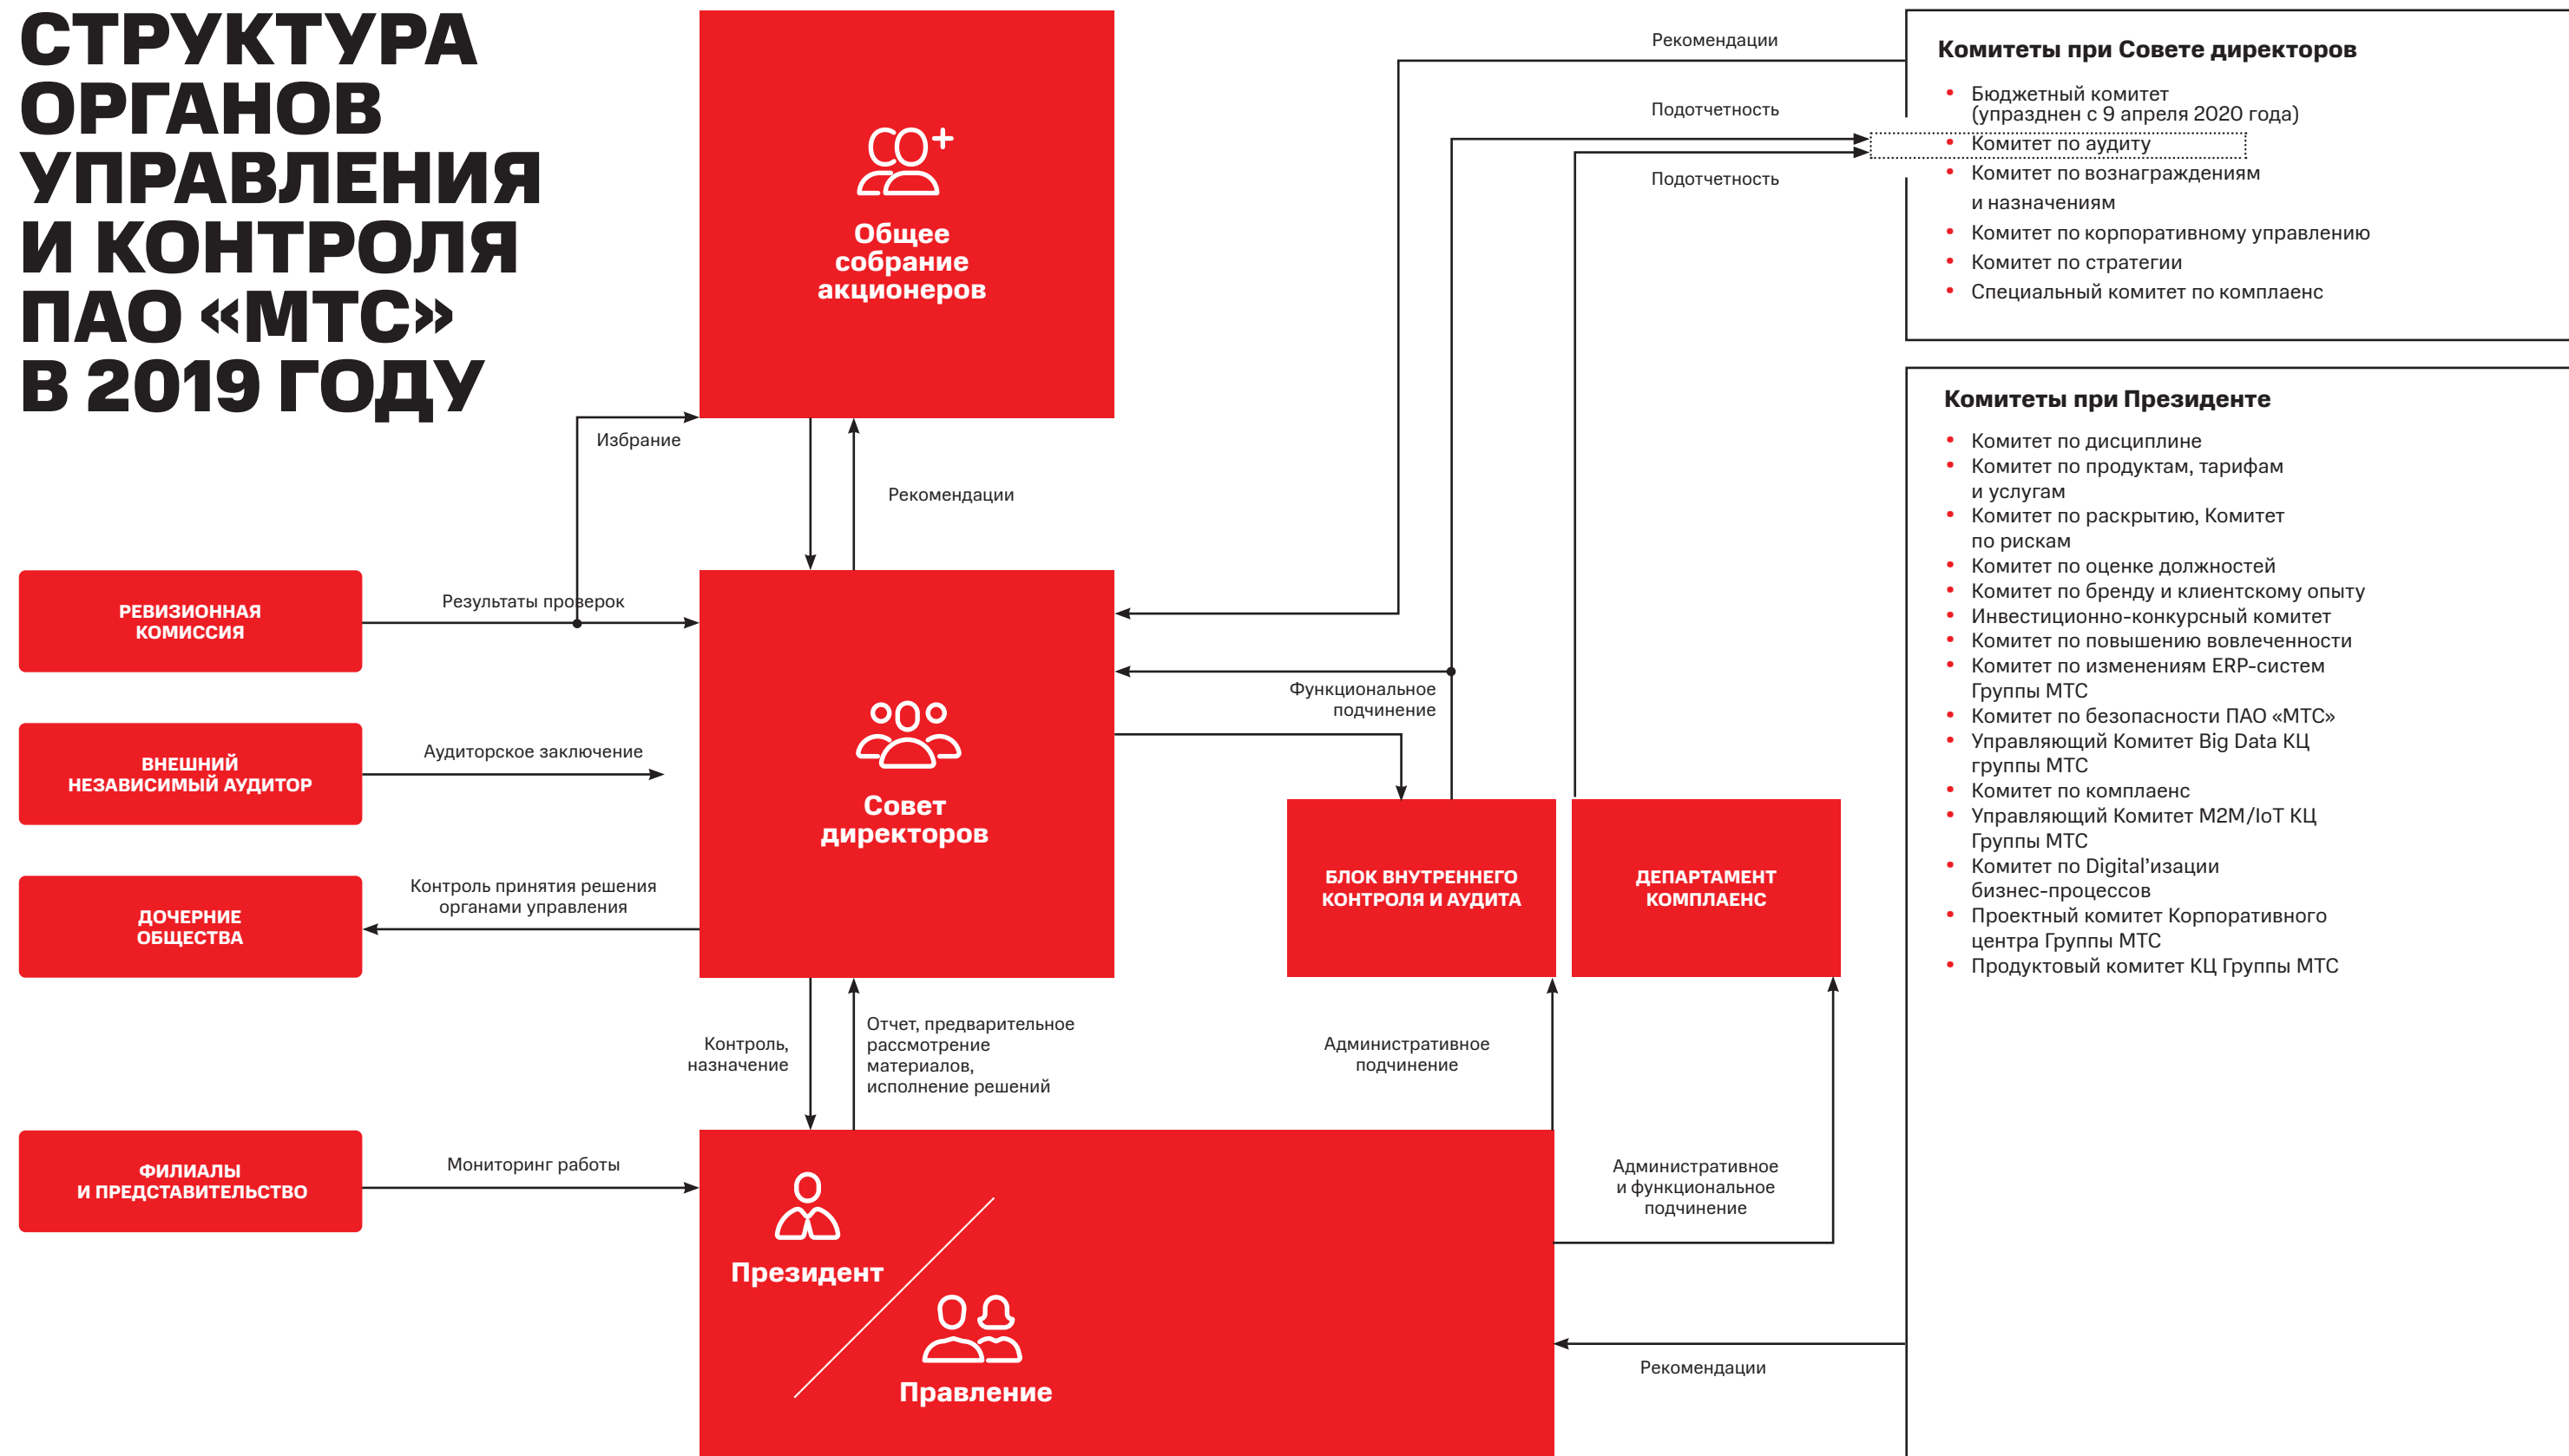 СТРУКТУРА
ОРГАНОВ
УПРАВЛЕНИЯ
И КОНТРОЛЯ
ПАО «МТС»
В 2019 ГОДУ
Общее
собрание
акционеров
Рекомендации
Подотчетность
Подотчетность
Комитеты при Совете директоров
• Бюджетный комитет
(упразднен с 9 апреля 2020 года)
• Комитет по аудиту
• Комитет по вознаграждениям
и назначениям
• Комитет по корпоративному управлению
• Комитет по стратегии
• Специальный комитет по комплаенс
Избрание
Рекомендации
РЕВИЗИОННАЯ
КОМИССИЯ
Результаты проверок
ВНЕШНИЙ
НЕЗАВИСИМЫЙ АУДИТОР
Аудиторское заключение
ДОЧЕРНИЕ
ОБЩЕСТВА
Контроль принятия решения
органами управления
Совет
директоров
Функциональное
подчинение
БЛОК ВНУТРЕННЕГО
КОНТРОЛЯ И АУДИТА
ДЕПАРТАМЕНТ
КОМПЛАЕНС
Контроль,
назначение
Отчет, предварительное
рассмотрение
материалов,
исполнение решений
Административное
подчинение
ФИЛИАЛЫ
И ПРЕДСТАВИТЕЛЬСТВО
Мониторинг работы
Президент
Правление
Административное
и функциональное
подчинение
Рекомендации
Комитеты при Президенте
• Комитет по дисциплине
• Комитет по продуктам, тарифам
и услугам
• Комитет по раскрытию, Комитет
по рискам
• Комитет по оценке должностей
• Комитет по бренду и клиентскому опыту
• Инвестиционно-конкурсный комитет
• Комитет по повышению вовлеченности
• Комитет по изменениям ERP-систем
Группы МТС
• Комитет по безопасности ПАО «МТС»
• Управляющий Комитет Big Data КЦ
группы МТС
• Комитет по комплаенс
• Управляющий Комитет M2M/IoT КЦ
Группы МТС
• Комитет по Digital’изации
бизнес-процессов
• Проектный комитет Корпоративного
центра Группы МТС
• Продуктовый комитет КЦ Группы МТС